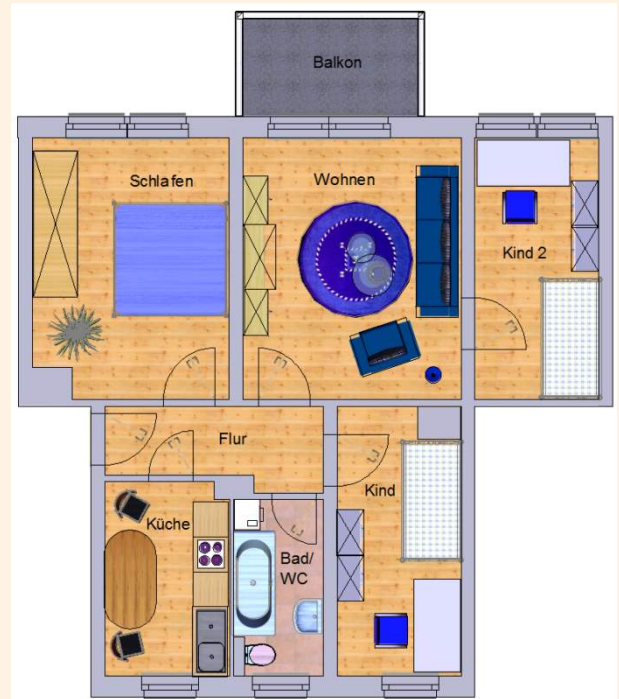 Balkon
Schlafen
Wohnen
Kind 2
Flur
Küche
Bad/
WC
Kind